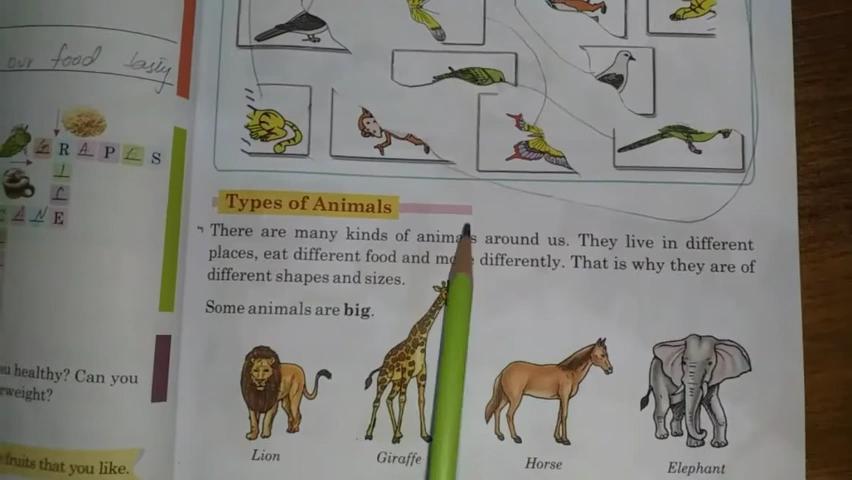 our food tasty
G R A P E S
I
C
C A N E
u healthy? Can you
rweight?
fruits that you like.
Types of Animals
There are many kinds of animals around us. They live in different
places, eat different food and differently. That is why they are of
different shapes and sizes.
Some animals are big.
Lion
Giraffe
Horse
Elephant